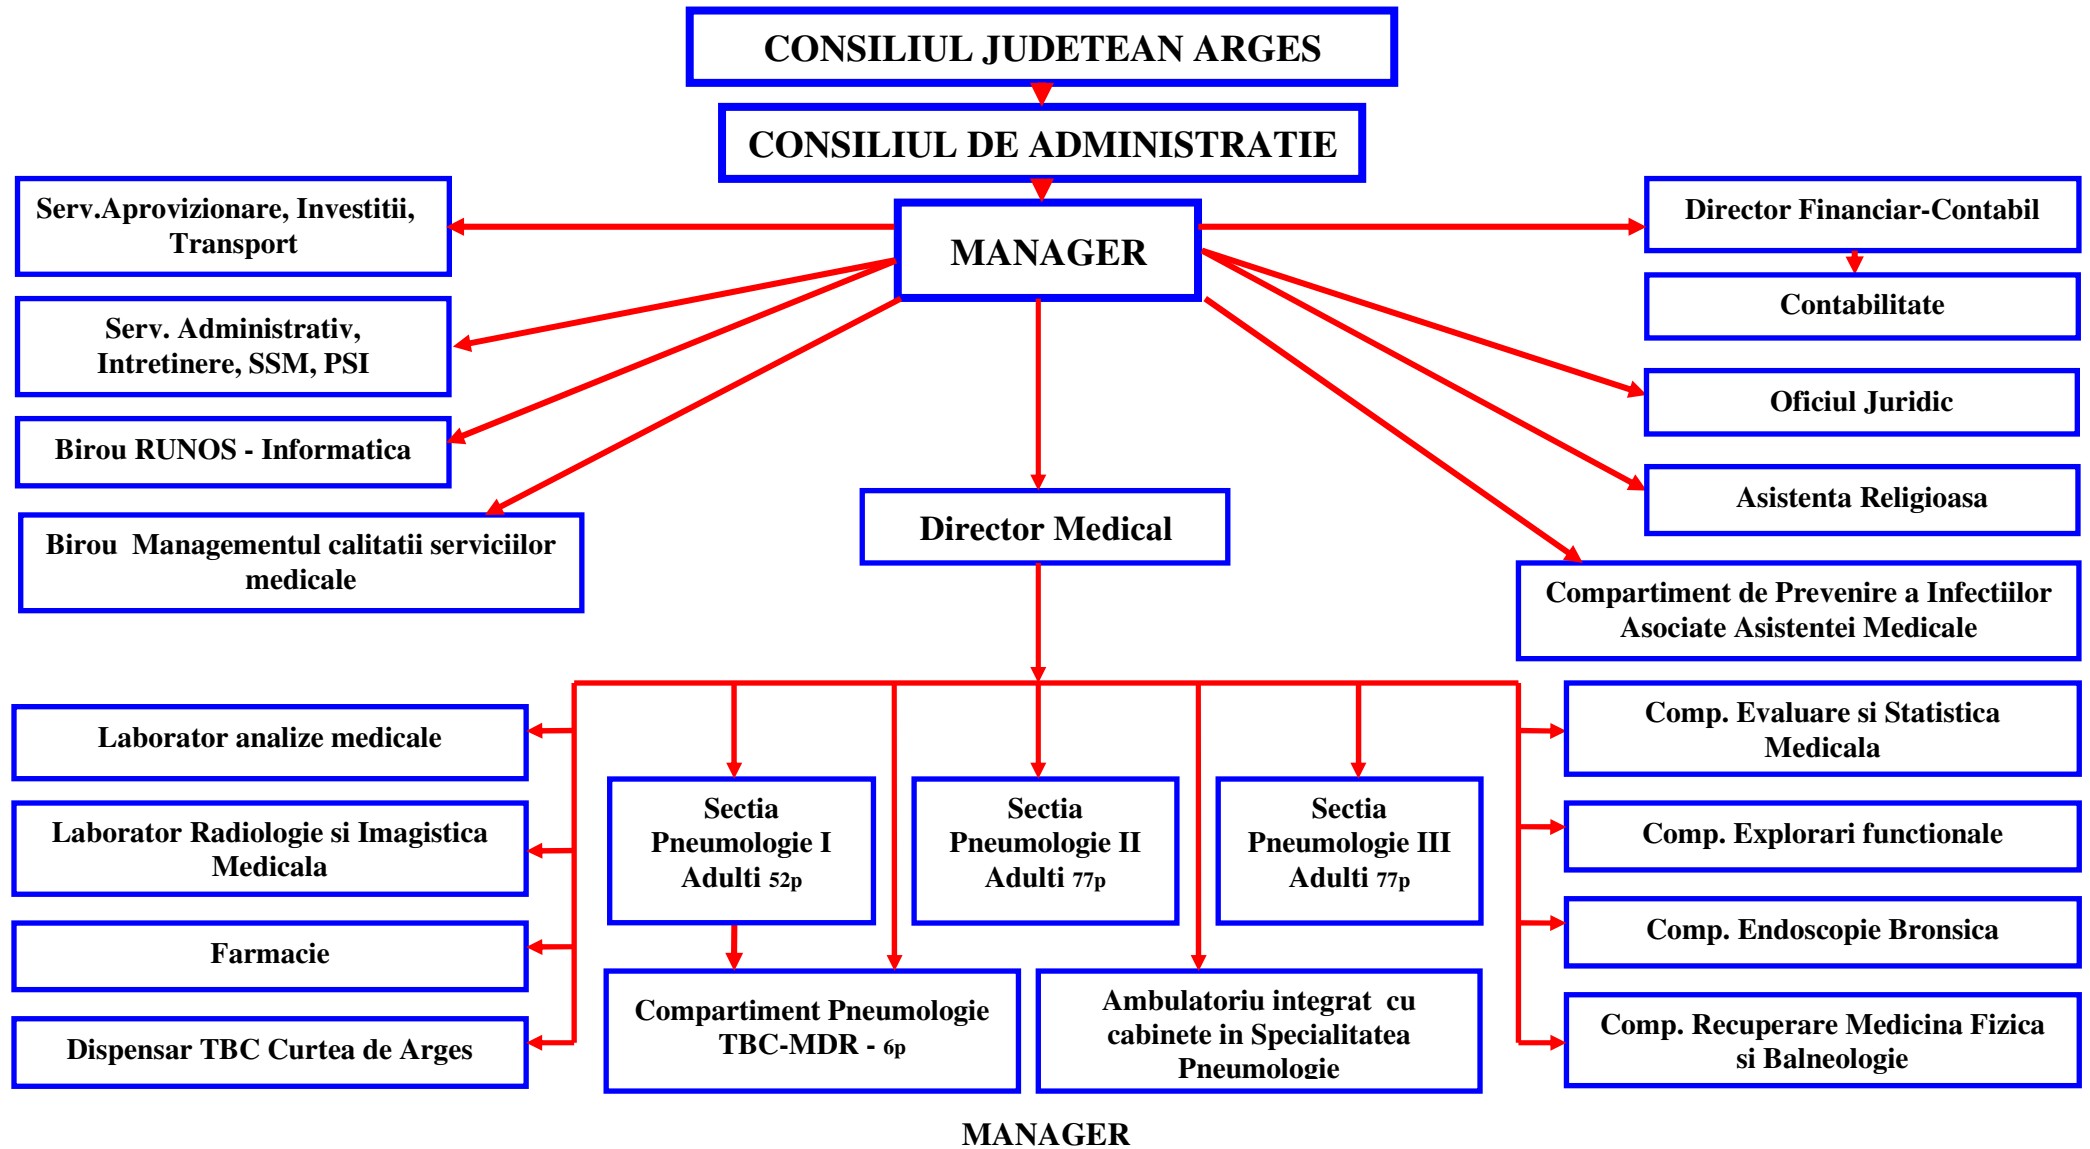 CONSILIUL JUDETEAN ARGES
CONSILIUL DE ADMINISTRATIE
MANAGER
Serv.Aprovizionare, Investitii,
Transport
Serv. Administrativ,
Intretinere, SSM, PSI
Birou RUNOS - Informatica
Birou  Managementul calitatii serviciilor
medicale
Director Financiar-Contabil
Contabilitate
Oficiul Juridic
Asistenta Religioasa
Compartiment de Prevenire a Infectiilor
Asociate Asistentei Medicale
Director Medical
Laborator analize medicale
Laborator Radiologie si Imagistica
Medicala
Farmacie
Dispensar TBC Curtea de Arges
Sectia
Pneumologie I
Adulti 52p
Sectia
Pneumologie II
Adulti 77p
Sectia
Pneumologie III
Adulti 77p
Compartiment Pneumologie
TBC-MDR - 6p
Ambulatoriu integrat  cu
cabinete in Specialitatea
Pneumologie
Comp. Evaluare si Statistica
Medicala
Comp. Explorari functionale
Comp. Endoscopie Bronsica
Comp. Recuperare Medicina Fizica
si Balneologie
MANAGER